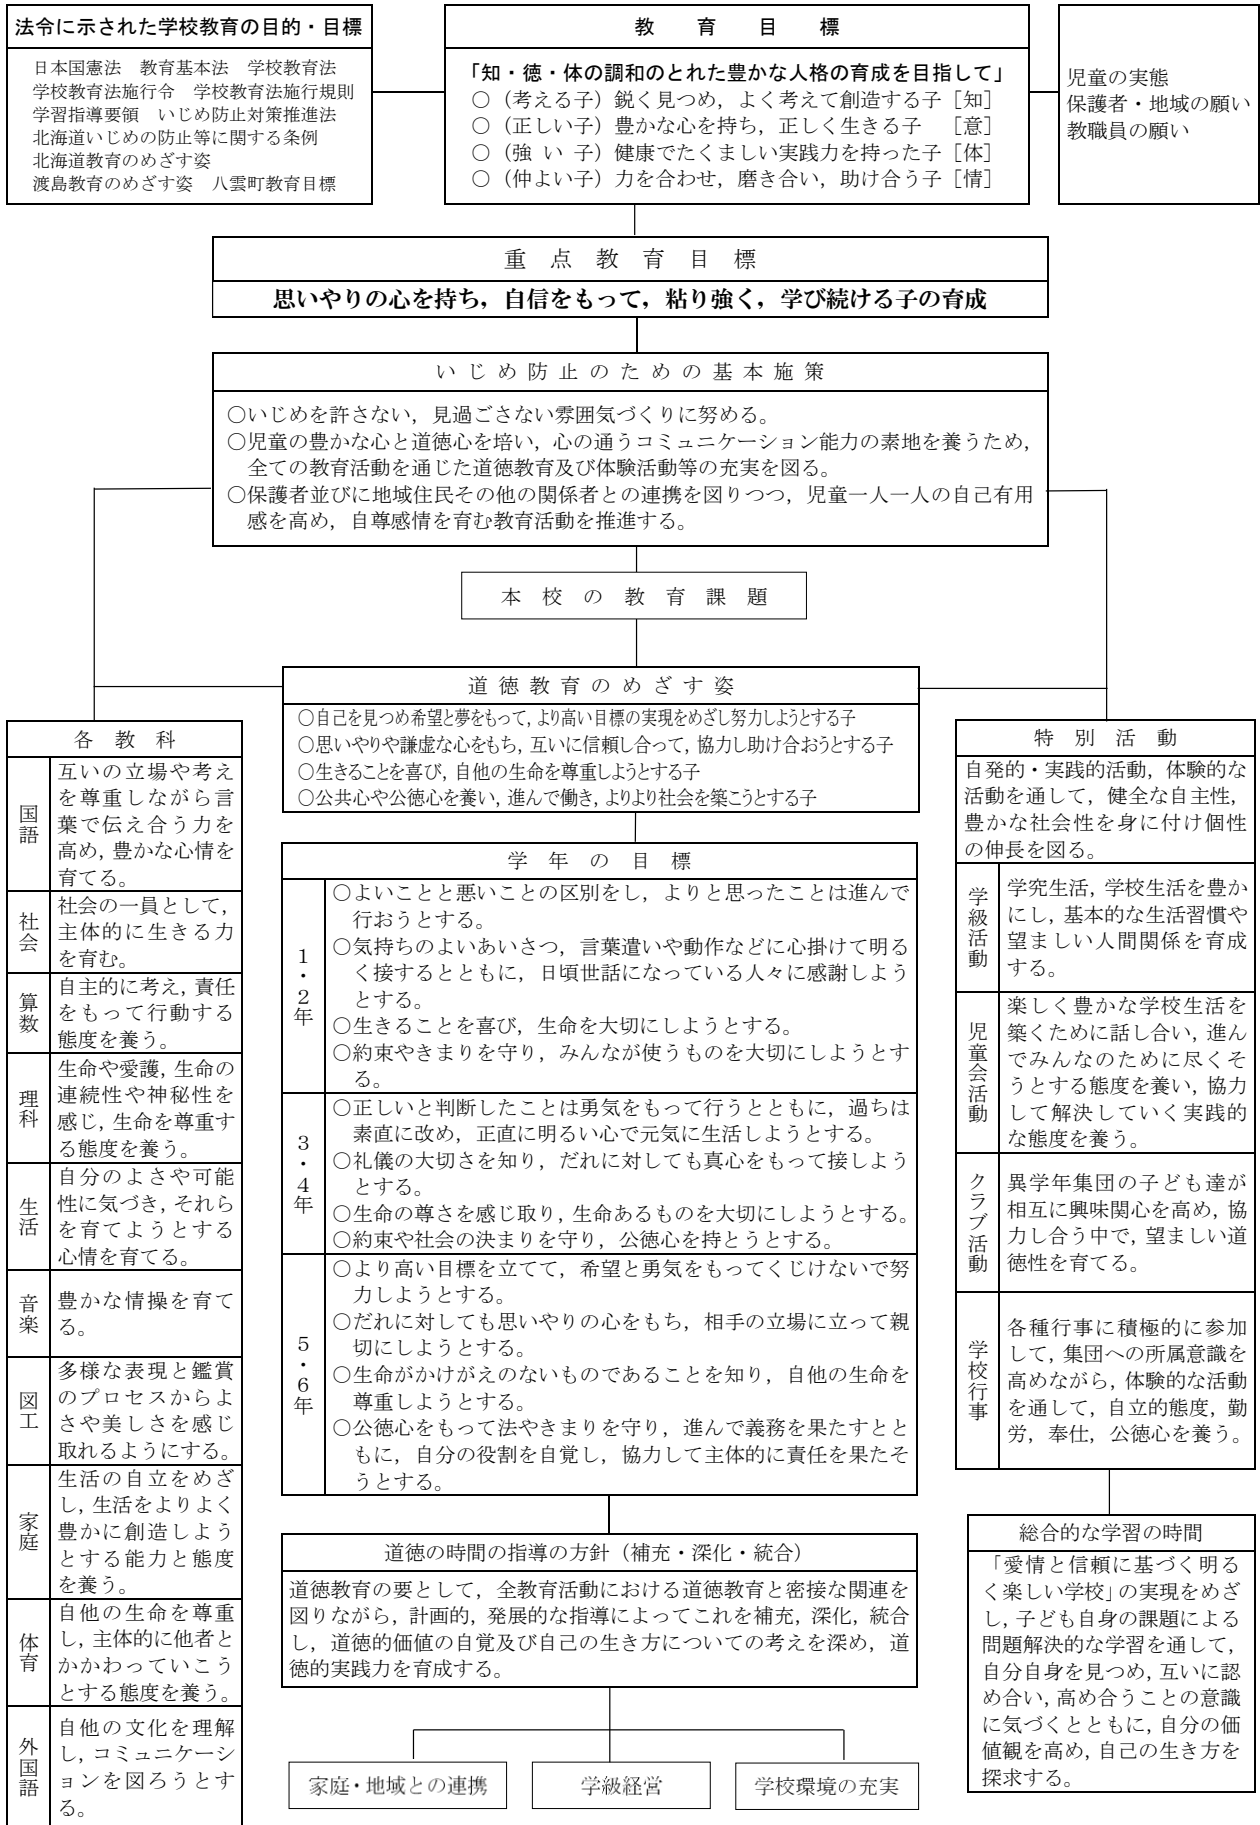 法令に示された学校教育の目的・目標
日本国憲法　教育基本法　学校教育法
学校教育法施行令　学校教育法施行規則
学習指導要領　いじめ防止対策推進法
北海道いじめの防止等に関する条例
北海道教育のめざす姿
渡島教育のめざす姿　八雲町教育目標
教　育　目　標
「知・徳・体の調和のとれた豊かな人格の育成を目指して」
○（考える子）鋭く見つめ，よく考えて創造する子［知］
○（正しい子）豊かな心を持ち，正しく生きる子　［意］
○（強 い 子）健康でたくましい実践力を持った子［体］
○（仲よい子）力を合わせ，磨き合い，助け合う子［情］
児童の実態
保護者・地域の願い
教職員の願い
重　点　教　育　目　標
思いやりの心を持ち，自信をもって，粘り強く，学び続ける子の育成
いじめ防止のための基本施策
○いじめを許さない，見過ごさない雰囲気づくりに努める。
○児童の豊かな心と道徳心を培い，心の通うコミュニケーション能力の素地を養うため，
全ての教育活動を通じた道徳教育及び体験活動等の充実を図る。
○保護者並びに地域住民その他の関係者との連携を図りつつ，児童一人一人の自己有用
感を高め，自尊感情を育む教育活動を推進する。
本　校　の　教　育　課　題
道徳教育のめざす姿
○自己を見つめ希望と夢をもって，より高い目標の実現をめざし努力しようとする子
○思いやりや謙虚な心をもち，互いに信頼し合って，協力し助け合おうとする子
○生きることを喜び，自他の生命を尊重しようとする子
○公共心や公徳心を養い，進んで働き，よりより社会を築こうとする子
各　教　科
国語
互いの立場や考え
を尊重しながら言
葉で伝え合う力を
高め，豊かな心情を
育てる。
社会
社会の一員として，
主体的に生きる力
を育む。
算数
自主的に考え，責任
をもって行動する
態度を養う。
理科
生命や愛護，生命の
連続性や神秘性を
感じ，生命を尊重す
る態度を養う。
生活
自分のよさや可能
性に気づき，それら
を育てようとする
心情を育てる。
音楽
豊かな情操を育て
る。
図工
多様な表現と鑑賞
のプロセスからよ
さや美しさを感じ
取れるようにする。
家庭
生活の自立をめざ
し，生活をよりよく
豊かに創造しよう
とする能力と態度
を養う。
体育
自他の生命を尊重
し，主体的に他者と
かかわっていこう
とする態度を養う。
外国語
自他の文化を理解
し，コミュニケーシ
ョンを図ろうとす
る。
学　年　の　目　標
１・２年
○よいことと悪いことの区別をし，よりと思ったことは進んで
行おうとする。
○気持ちのよいあいさつ，言葉遣いや動作などに心掛けて明る
く接するとともに，日頃世話になっている人々に感謝しよう
とする。
○生きることを喜び，生命を大切にしようとする。
○約束やきまりを守り，みんなが使うものを大切にしようとす
る。
３・４年
○正しいと判断したことは勇気をもって行うとともに，過ちは
素直に改め，正直に明るい心で元気に生活しようとする。
○礼儀の大切さを知り，だれに対しても真心をもって接しよう
とする。
○生命の尊さを感じ取り，生命あるものを大切にしようとする。
○約束や社会の決まりを守り，公徳心を持とうとする。
５・６年
○より高い目標を立てて，希望と勇気をもってくじけないで努
力しようとする。
○だれに対しても思いやりの心をもち，相手の立場に立って親
切にしようとする。
○生命がかけがえのないものであることを知り，自他の生命を
尊重しようとする。
○公徳心をもって法やきまりを守り，進んで義務を果たすとと
もに，自分の役割を自覚し，協力して主体的に責任を果たそ
うとする。
道徳の時間の指導の方針（補充・深化・統合）
道徳教育の要として，全教育活動における道徳教育と密接な関連を
図りながら，計画的，発展的な指導によってこれを補充，深化，統合
し，道徳的価値の自覚及び自己の生き方についての考えを深め，道
徳的実践力を育成する。
家庭・地域との連携
学級経営
学校環境の充実
特　別　活　動
自発的・実践的活動，体験的な
活動を通して，健全な自主性，
豊かな社会性を身に付け個性
の伸長を図る。
学級活動
学究生活，学校生活を豊か
にし，基本的な生活習慣や
望ましい人間関係を育成
する。
児童会活動
楽しく豊かな学校生活を
築くために話し合い，進ん
でみんなのために尽くそ
うとする態度を養い，協力
して解決していく実践的
な態度を養う。
クラブ活動
異学年集団の子ども達が
相互に興味関心を高め，協
力し合う中で，望ましい道
徳性を育てる。
学校行事
各種行事に積極的に参加
して，集団への所属意識を
高めながら，体験的な活動
を通して，自立的態度，勤
労，奉仕，公徳心を養う。
総合的な学習の時間
「愛情と信頼に基づく明る
く楽しい学校」の実現をめざ
し，子ども自身の課題による
問題解決的な学習を通して，
自分自身を見つめ，互いに認
め合い，高め合うことの意識
に気づくとともに，自分の価
値観を高め，自己の生き方を
探求する。